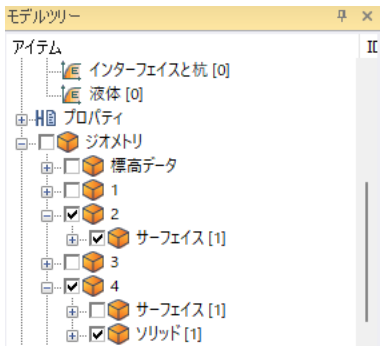 モデルツリー
アイテム
インターフェイスと杭 [0]
液体 [0]
プロパティ
ジオメトリ
標高データ
1
2
サーフェイス [1]
3
4
サーフェイス [1]
ソリッド [1]